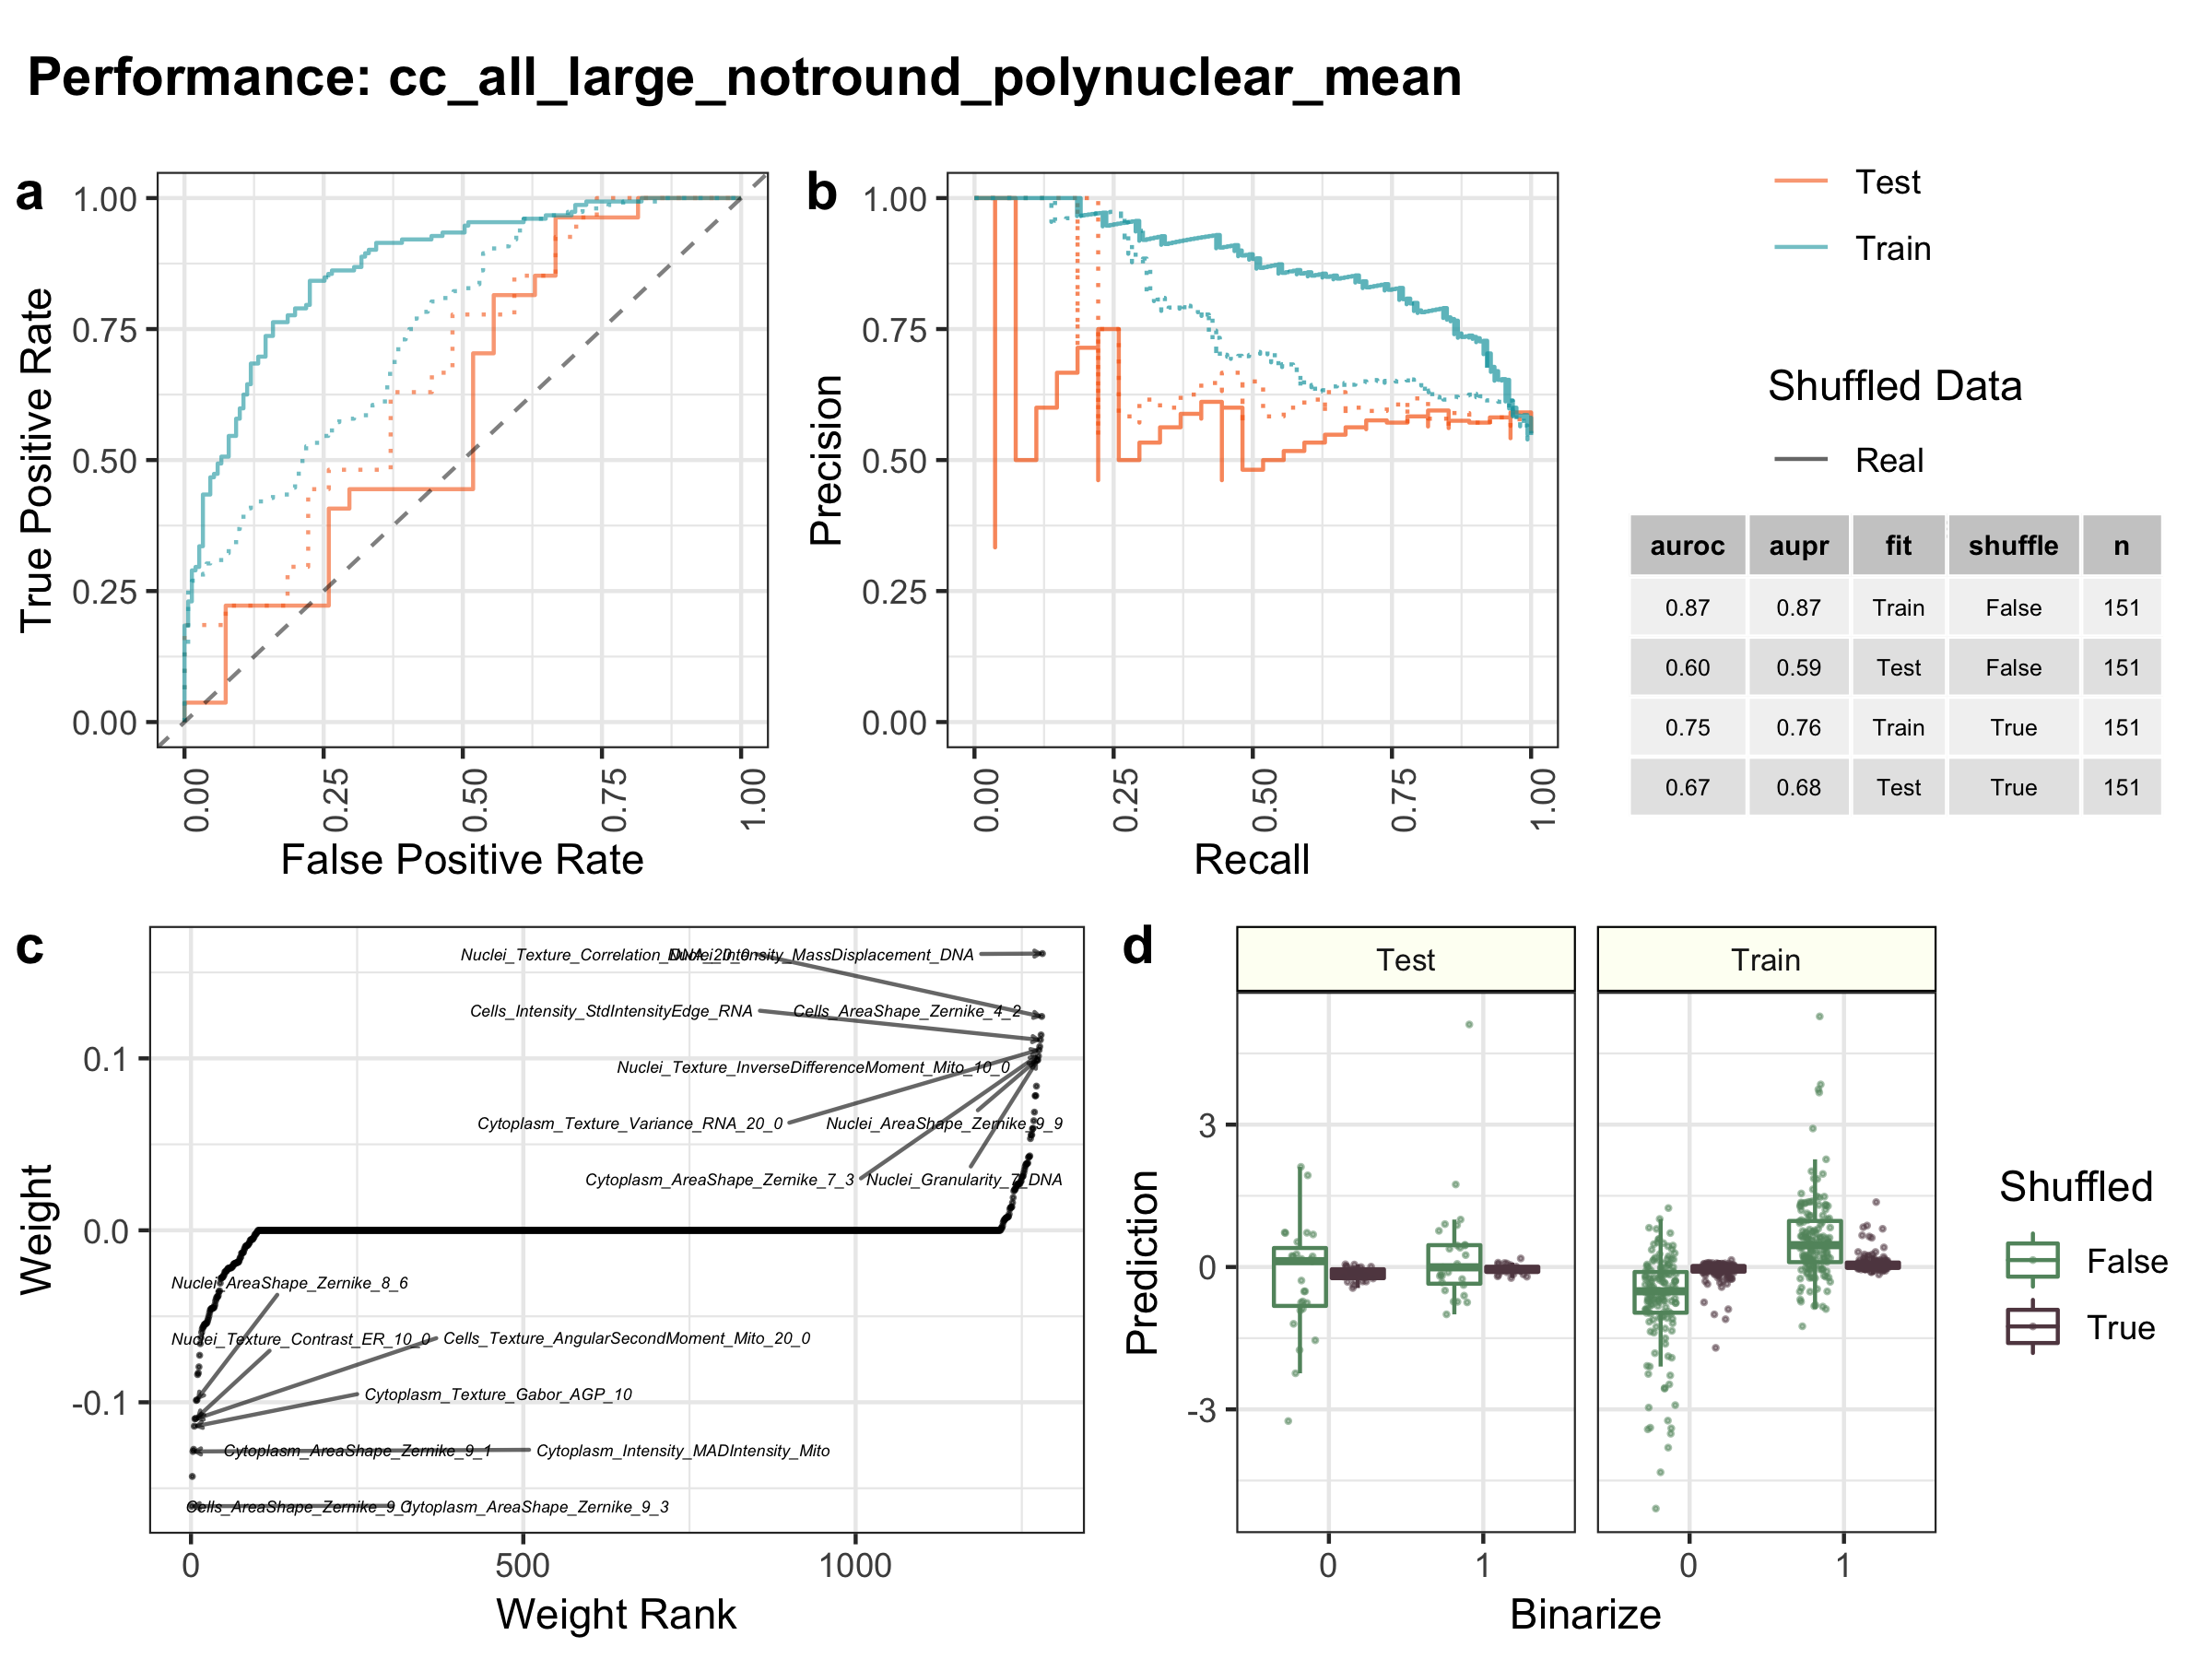 Performance: cc_all_large_notround_polynuclear_mean
a
1.00
0.75
0.50
0.25
0.00
True Positive Rate
0.00
0.25
0.50
0.75
1.00
False Positive Rate
b
1.00
0.75
0.50
0.25
0.00
Precision
0.00
0.25
0.50
0.75
1.00
Recall
Test
Train
Shuffled Data
Real
auroc aupr fit shuffle n
0.87 0.87 Train False 151
0.60 0.59 Test False 151
0.75 0.76 Train True 151
0.67 0.68 Test True 151
c
0.1
0.0
-0.1
Weight
Nuclei_Texture_Correlation_DNA_20_0
Nuclei_Intensity_MassDisplacement_DNA
Cells_Intensity_StdIntensityEdge_RNA
Cells_AreaShape_Zernike_4_2
Nuclei_Texture_InverseDifferenceMoment_Mito_10_0
Cytoplasm_Texture_Variance_RNA_20_0
Nuclei_AreaShape_Zernike_9_9
Cytoplasm_AreaShape_Zernike_7_3
Nuclei_Granularity_7_DNA
Nuclei_AreaShape_Zernike_8_6
Nuclei_Texture_Contrast_ER_10_0
Cells_Texture_AngularSecondMoment_Mito_20_0
Cytoplasm_Texture_Gabor_AGP_10
Cytoplasm_AreaShape_Zernike_9_1
Cytoplasm_Intensity_MADIntensity_Mito
Cytoplasm_AreaShape_Zernike_9_3
0
500
1000
Weight Rank
d
Test
Train
3
0
-3
Prediction
0
1
0
1
Binarize
Shuffled
False
True